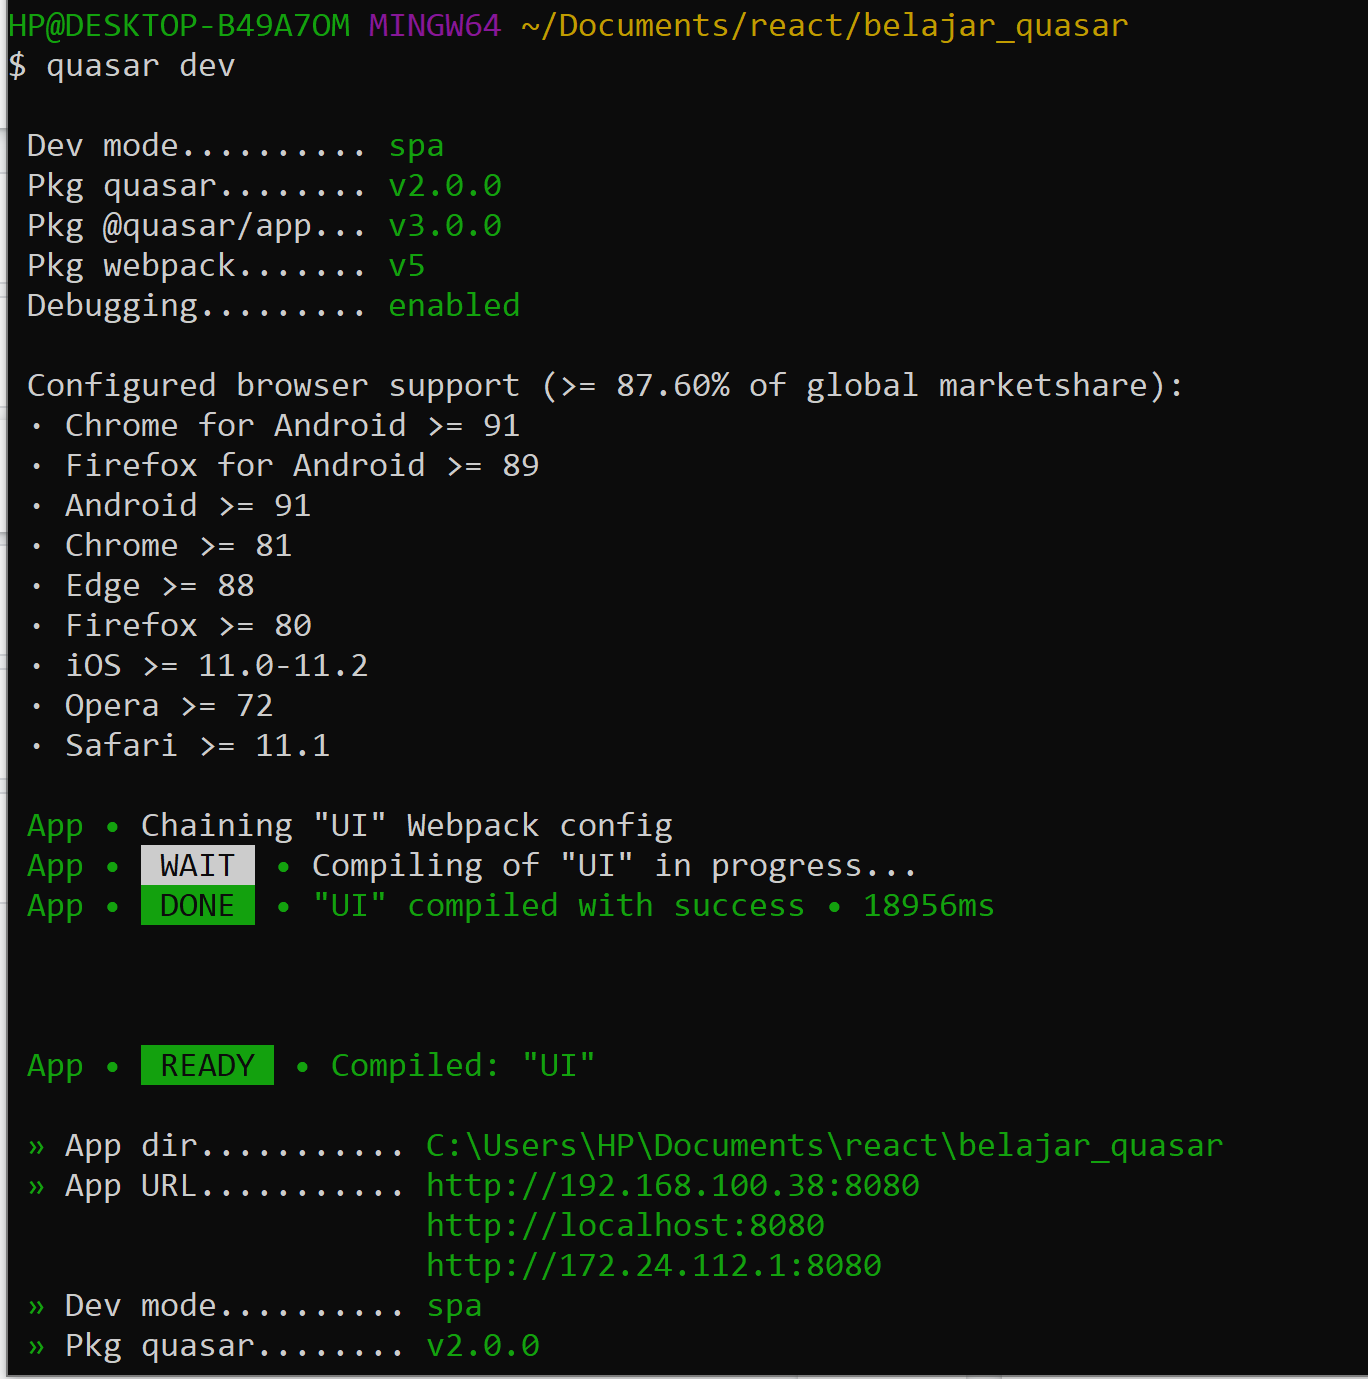 HP@DESKTOP-B49A7OM MINGW64 ~/Documents/react/belajar_quasar
$ quasar dev
Dev mode.......... spa
Pkg quasar........ v2.0.0
Pkg @quasar/app... v3.0.0
Pkg webpack....... v5
Debugging......... enabled
Configured browser support (>= 87.60% of global marketshare):
· Chrome for Android >= 91
· Firefox for Android >= 89
· Android >= 91
· Chrome >= 81
· Edge >= 88
· Firefox >= 80
· iOS >= 11.0-11.2
· Opera >= 72
· Safari >= 11.1
App • Chaining "UI" Webpack config
App • WAIT • Compiling of "UI" in progress...
App • DONE • "UI" compiled with success • 18956ms
App • READY • Compiled: "UI"
» App dir........... C:\Users\HP\Documents\react\belajar_quasar
» App URL........... http://192.168.100.38:8080
http://localhost:8080
http://172.24.112.1:8080
» Dev mode.......... spa
» Pkg quasar........ v2.0.0